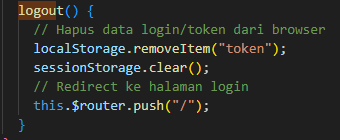 logout() {
// Hapus data login/token dari browser
localStorage.removeItem("token");
sessionStorage.clear();
// Redirect ke halaman login
this.$router.push("/");
}